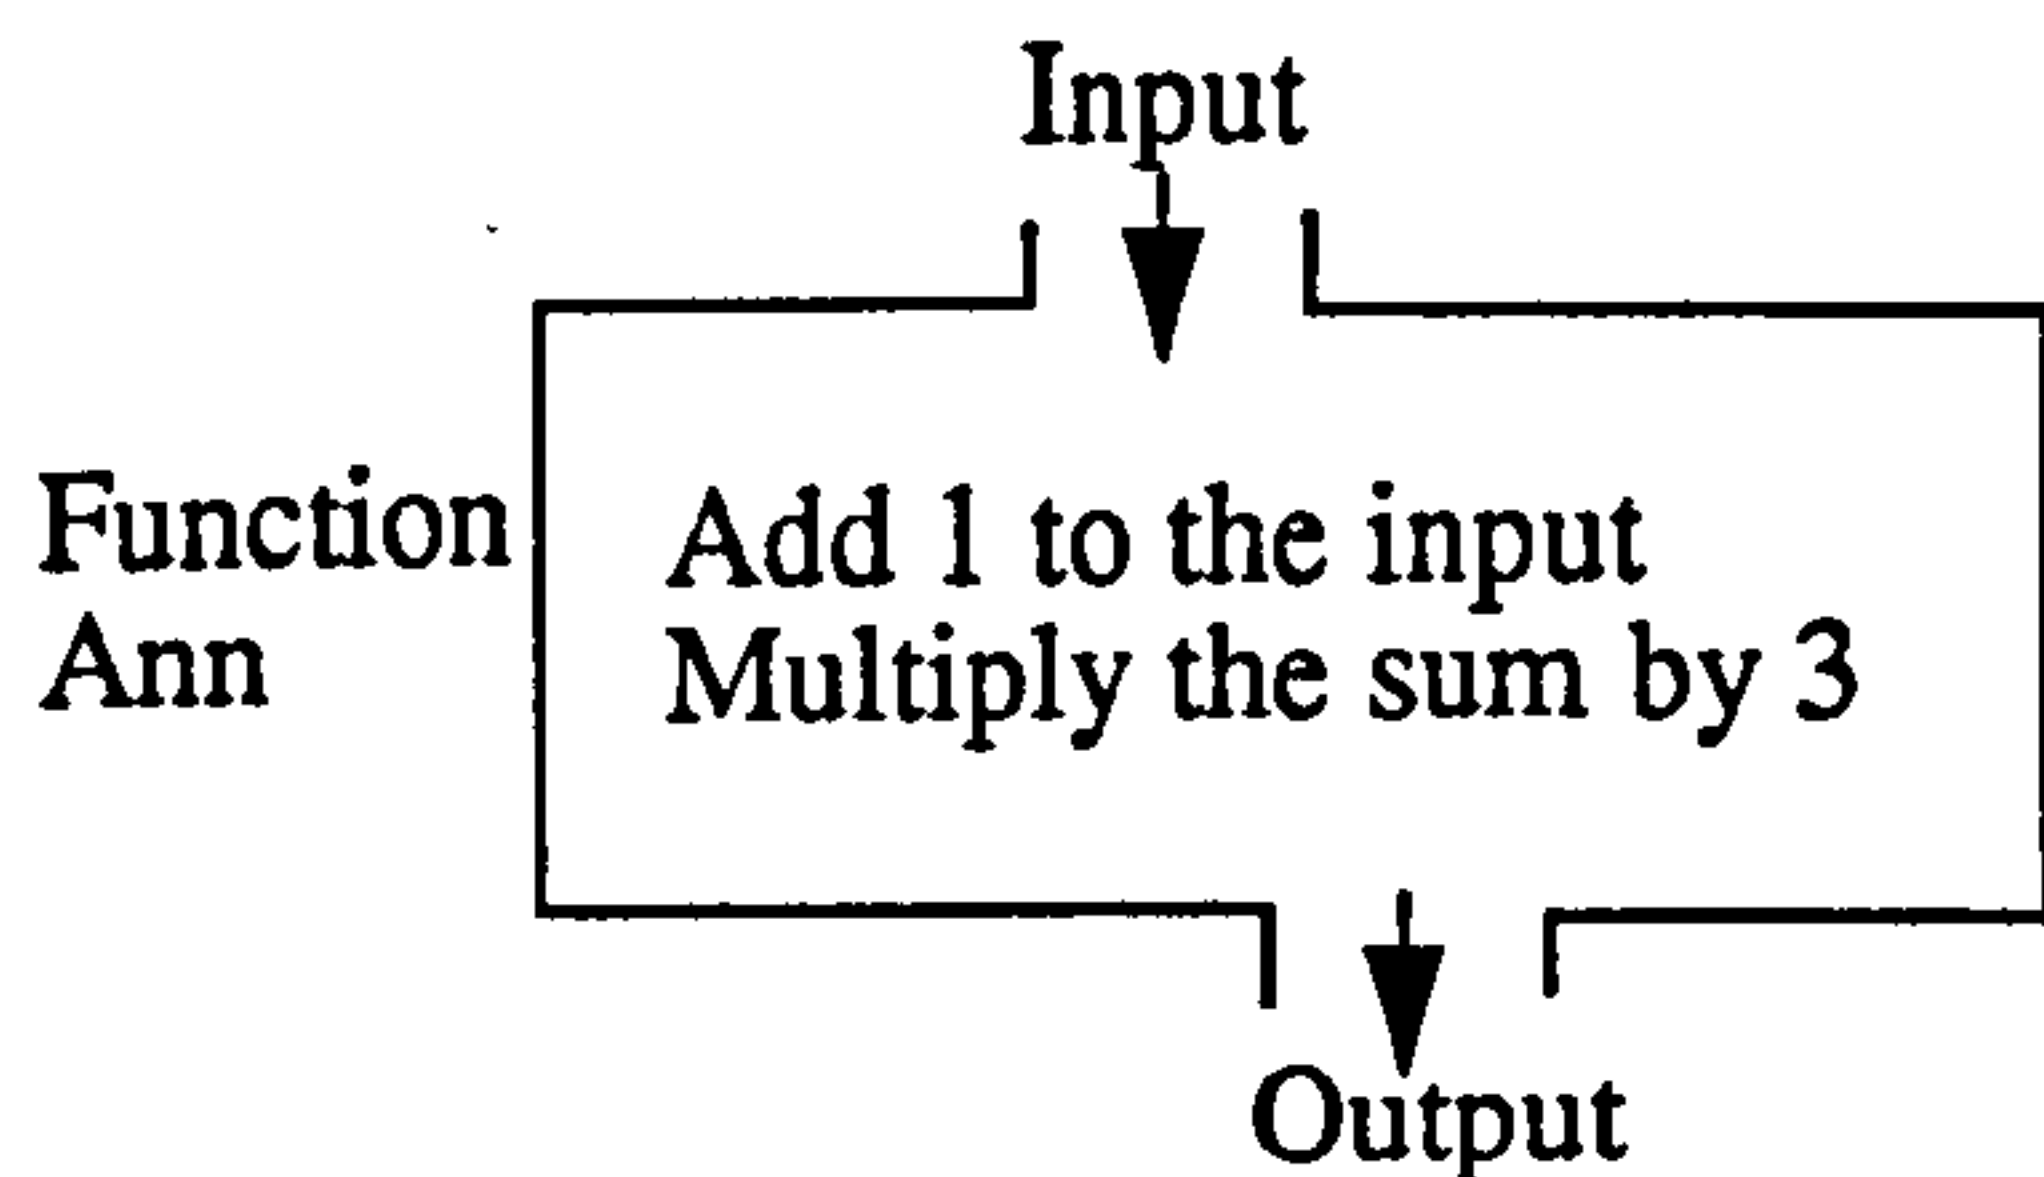 Input
Function
Ann
Add 1 to the input
Multiply the sum by 3
Output